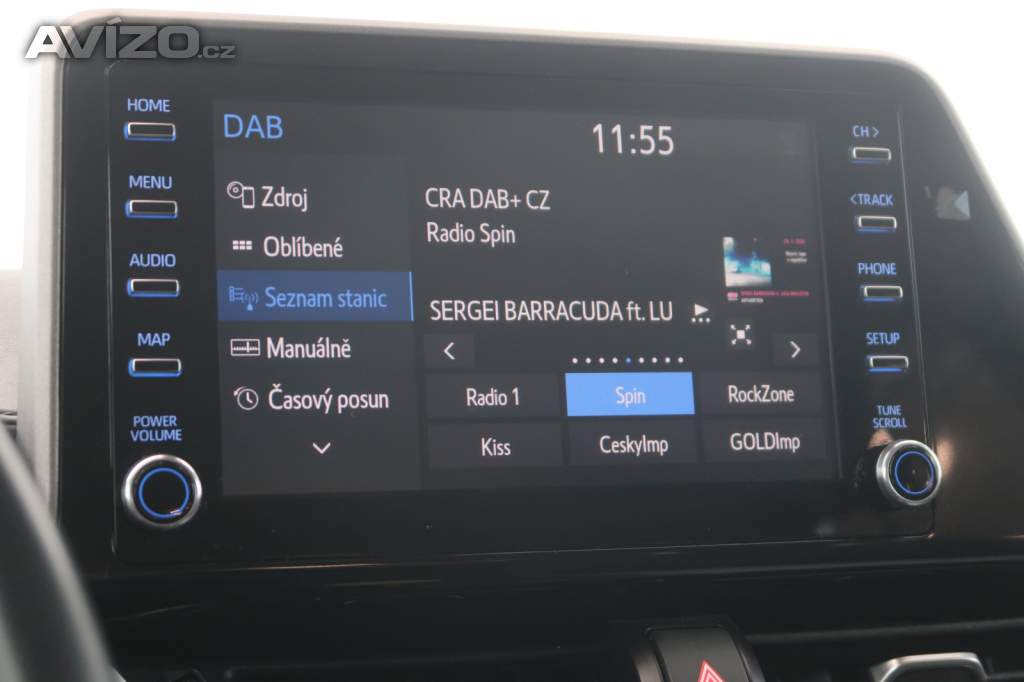 AVÍZO.cz
HOME
MENU
AUDIO
MAP
POWER
VOLUME
DAB
11:55
Zdroj
Oblíbené
Seznam stanic
Manuálně
Časový posun
CRA DAB+ CZ
Radio Spin
SERGEI BARRACUDA ft. LU
Radio 1
Spin
RockZone
Kiss
CeskyImp
GOLDImp
CH >
< TRACK
PHONE
SETUP
TUNE
SCROLL